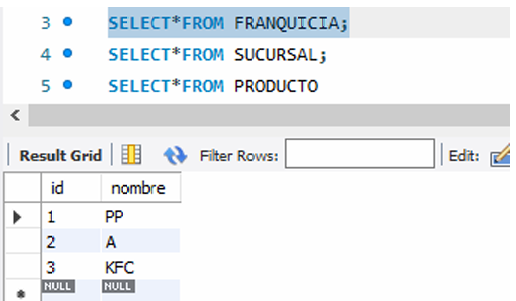 3 SELECT*FROM FRANQUICIA;
4 SELECT*FROM SUCURSAL;
5 SELECT*FROM PRODUCTO
Result Grid Filter Rows: Edit:
id nombre
1 PP
2 A
3 KFC
NULL NULL